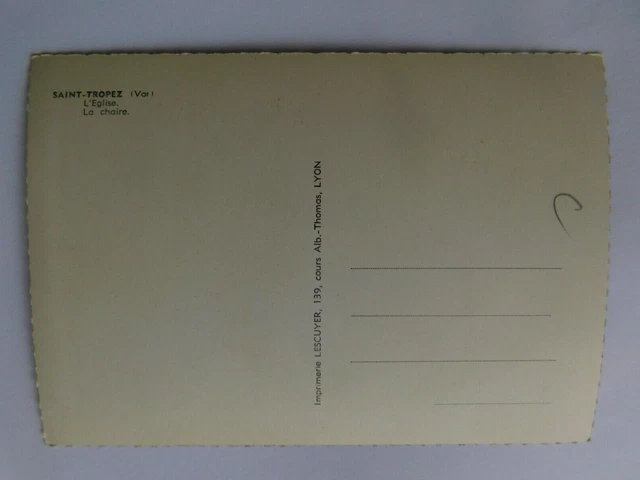 SAINT-TROPEZ (Var)
L'Eglise.
La chaire.
Imprimerie LESCUYER, 139, cours Alb.-Thomas, LYON